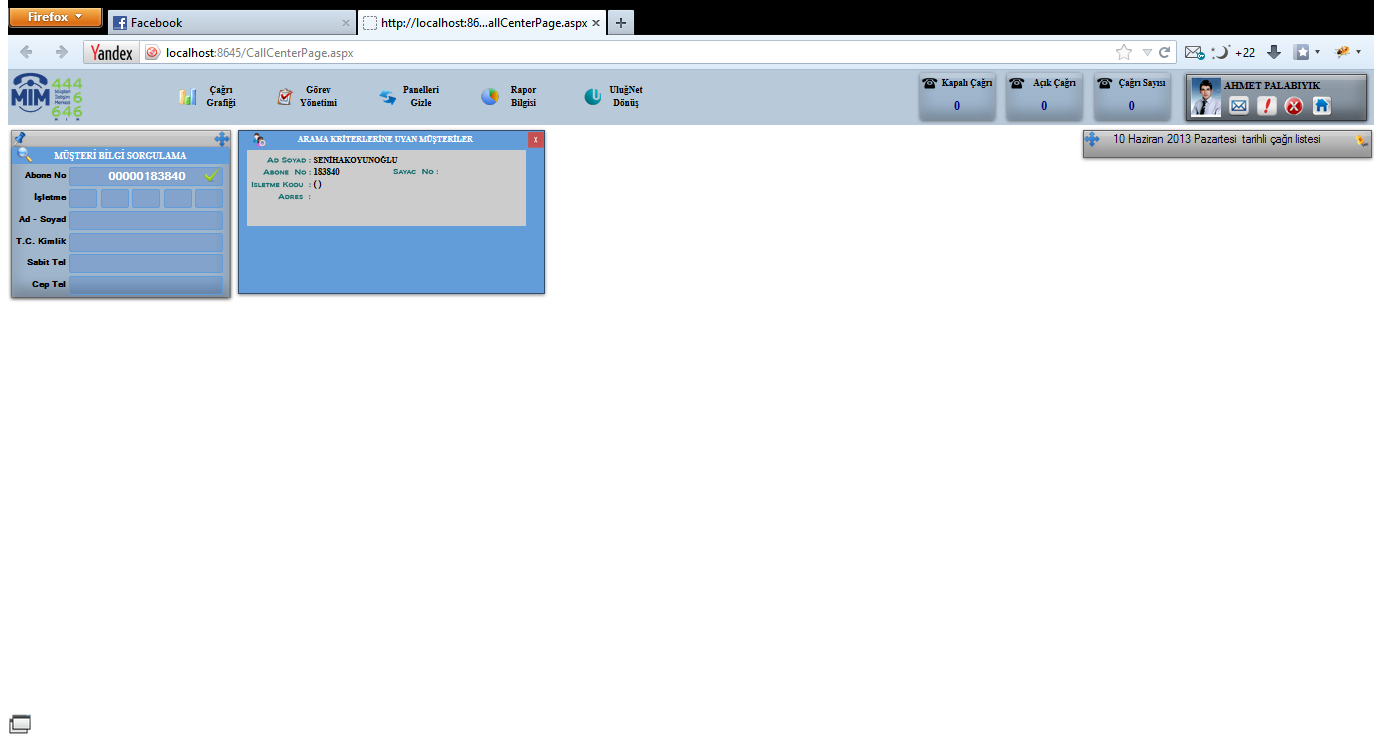 Firefox
Facebook
http://localhost:86...allCenterPage.aspx
Yandex
localhost:8645/CallCenterPage.aspx
+22
MİM
444
6
646
Müşteri
İletişim
Merkezi
Çağrı
Grafiği
Görev
Yönetimi
Panelleri
Gizle
Rapor
Bilgisi
UluğNet
Dönüş
Kapalı Çağrı
0
Açık Çağrı
0
Çağrı Sayısı
0
AHMET PALABIYIK
MÜŞTERİ BİLGİ SORGULAMA
Abone No 00000183840
İşletme
Ad - Soyad
T.C. Kimlik
Sabit Tel
Cep Tel
ARAMA KRİTERLERİNE UYAN MÜŞTERİLER
x
Ad Soyad : SENİHAKOYUNOĞLU
Abone No : 183840 Sayac No :
Isletme Kodu : ( )
Adres :
10 Haziran 2013 Pazartesi tarihli çağrı listesi